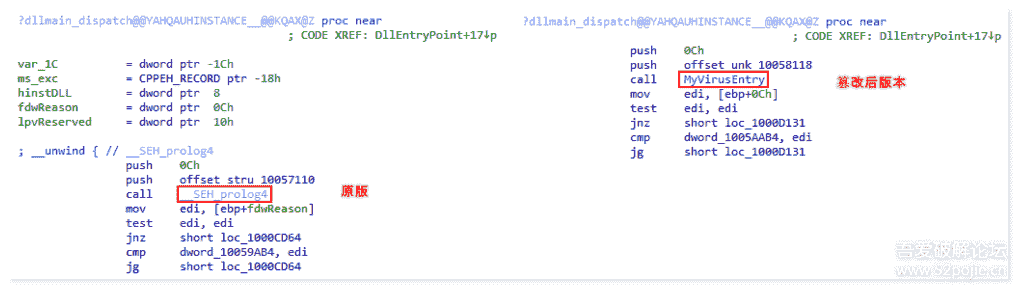 ?dllmain_dispatch@@YAHQAUHINSTANCE__@@KQAX@Z proc near
; CODE XREF: DllEntryPoint+17↓p
var_1C = dword ptr -1Ch
ms_exc = CPPEH_RECORD ptr -18h
hinstDLL = dword ptr 8
fdwReason = dword ptr 0Ch
lpvReserved = dword ptr 10h
; __unwind { // __SEH_prolog4
push 0Ch
push offset stru_10057110
call __SEH_prolog4
原版
mov edi, [ebp+fdwReason]
test edi, edi
jnz short loc_1000CD64
cmp dword_10059AB4, edi
jg short loc_1000CD64
?dllmain_dispatch@@YAHQAUHINSTANCE__@@KQAX@Z proc near
; CODE XREF: DllEntryPoint+17↓p
push 0Ch
push offset unk_10058118
call MyVirusEntry
篡改后版本
mov edi, [ebp+0Ch]
test edi, edi
jnz short loc_1000D131
cmp dword_1005AAB4, edi
jg short loc_1000D131
吾爱破解论坛
www.52pojie.cn